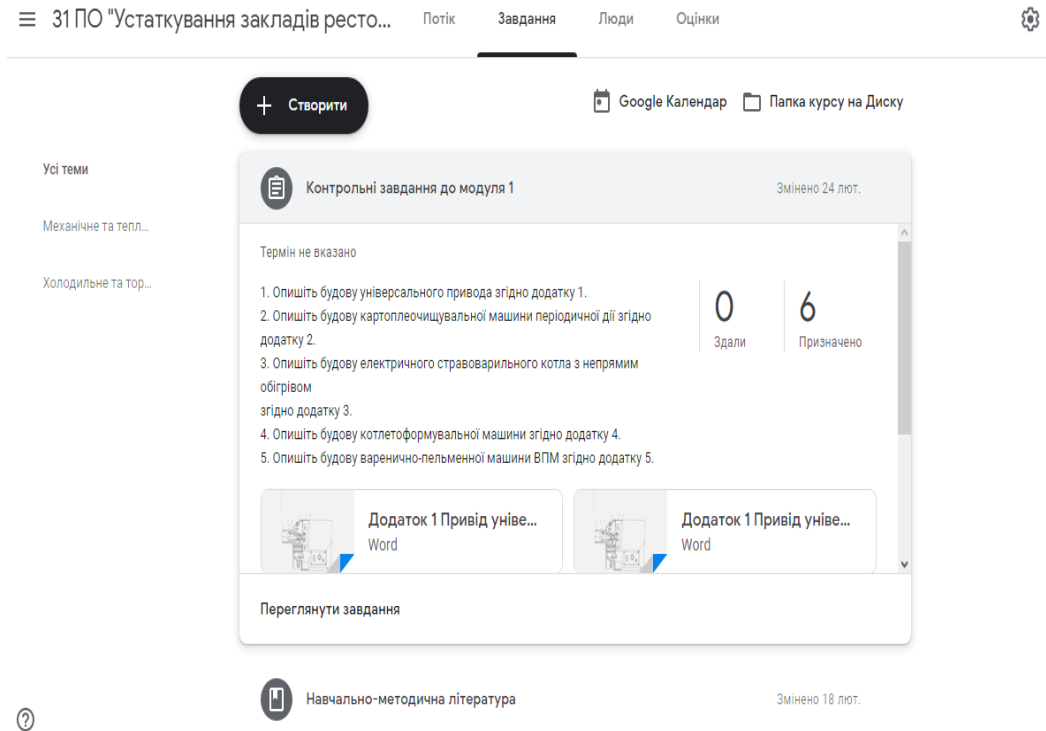 31 ПО "Устаткування закладів ресто...
Потік
Завдання
Люди
Оцінки
Створити
Google Календар
Папка курсу на Диску
Усі теми
Механічне та тепл...
Холодильне та тор...
Контрольні завдання до модуля 1
Змінено 24 лют.
Термін не вказано
1. Опишіть будову універсального привода згідно додатку 1.
2. Опишіть будову картоплеочищувальної машини періодичної дії згідно
додатку 2.
3. Опишіть будову електричного стравоварильного котла з непрямим
обігрівом
згідно додатку 3.
4. Опишіть будову котлетоформувальної машини згідно додатку 4.
5. Опишіть будову варенично-пельменної машини ВПМ згідно додатку 5.
0
Здали
6
Призначено
Додаток 1 Привід уніве...
Word
Додаток 1 Привід уніве...
Word
Переглянути завдання
Навчально-методична література
Змінено 18 лют.